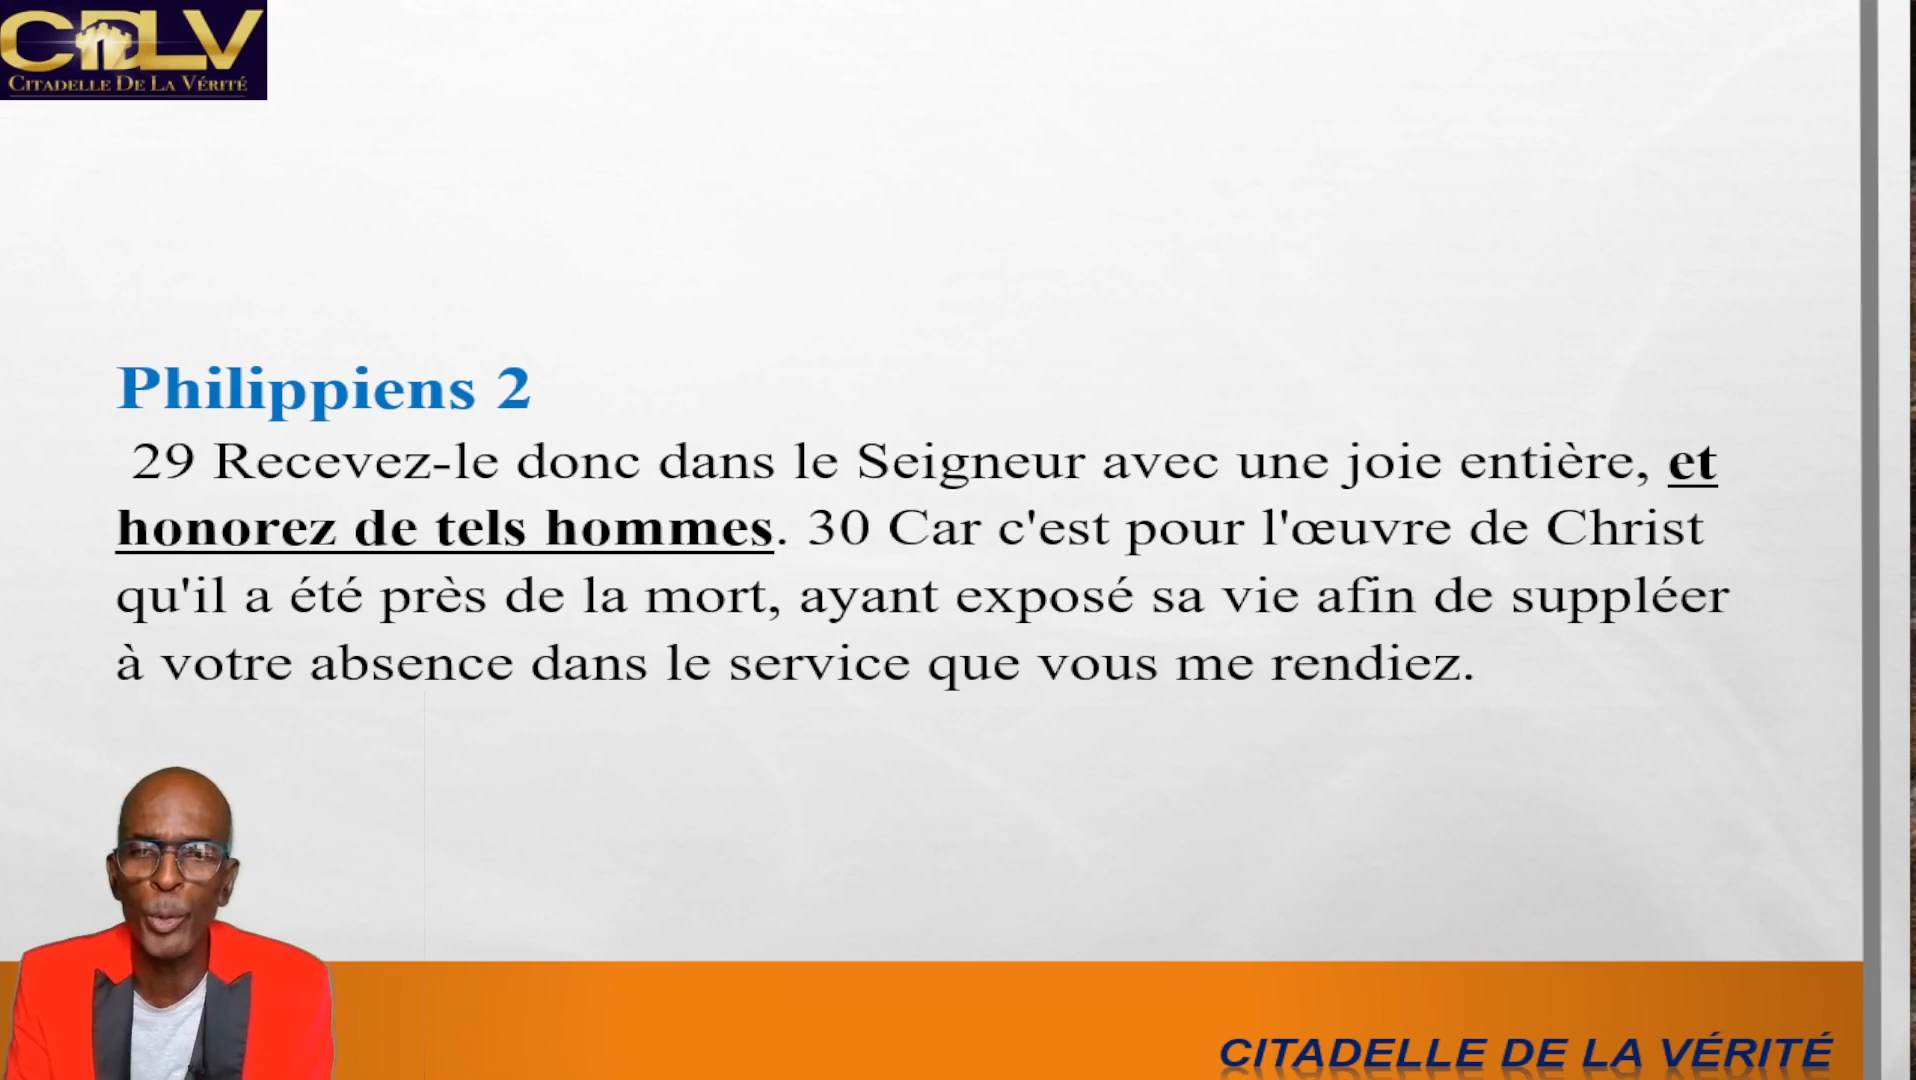 CDLV
CITADELLE DE LA VÉRITÉ
Philippiens 2
29 Recevez-le donc dans le Seigneur avec une joie entière, et
honorez de tels hommes. 30 Car c'est pour l'œuvre de Christ
qu'il a été près de la mort, ayant exposé sa vie afin de suppléer
à votre absence dans le service que vous me rendiez.
CITADELLE DE LA VÉRITÉ